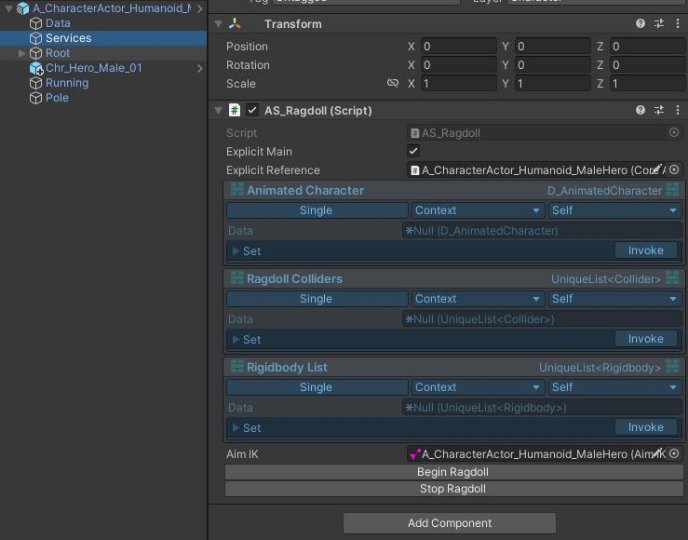 A_CharacterActor_Humanoid_M
Data
Services
Root
Chr_Hero_Male_01
Running
Pole
Transform
Position X 0 Y 0 Z 0
Rotation X 0 Y 0 Z 0
Scale X 1 Y 1 Z 1
AS_Ragdoll (Script)
Script AS_Ragdoll
Explicit Main
Explicit Reference A_CharacterActor_Humanoid_MaleHero
Animated Character D_AnimatedCharacter
Single Context Self
Data Null (D_AnimatedCharacter)
Set Invoke
Ragdoll Colliders UniqueList<Collider>
Single Context Self
Data Null (UniqueList<Collider>)
Set Invoke
Rigidbody List UniqueList<Rigidbody>
Single Context Self
Data Null (UniqueList<Rigidbody>)
Set Invoke
Aim IK A_CharacterActor_Humanoid_MaleHero (Aim IK
Begin Ragdoll
Stop Ragdoll
Add Component